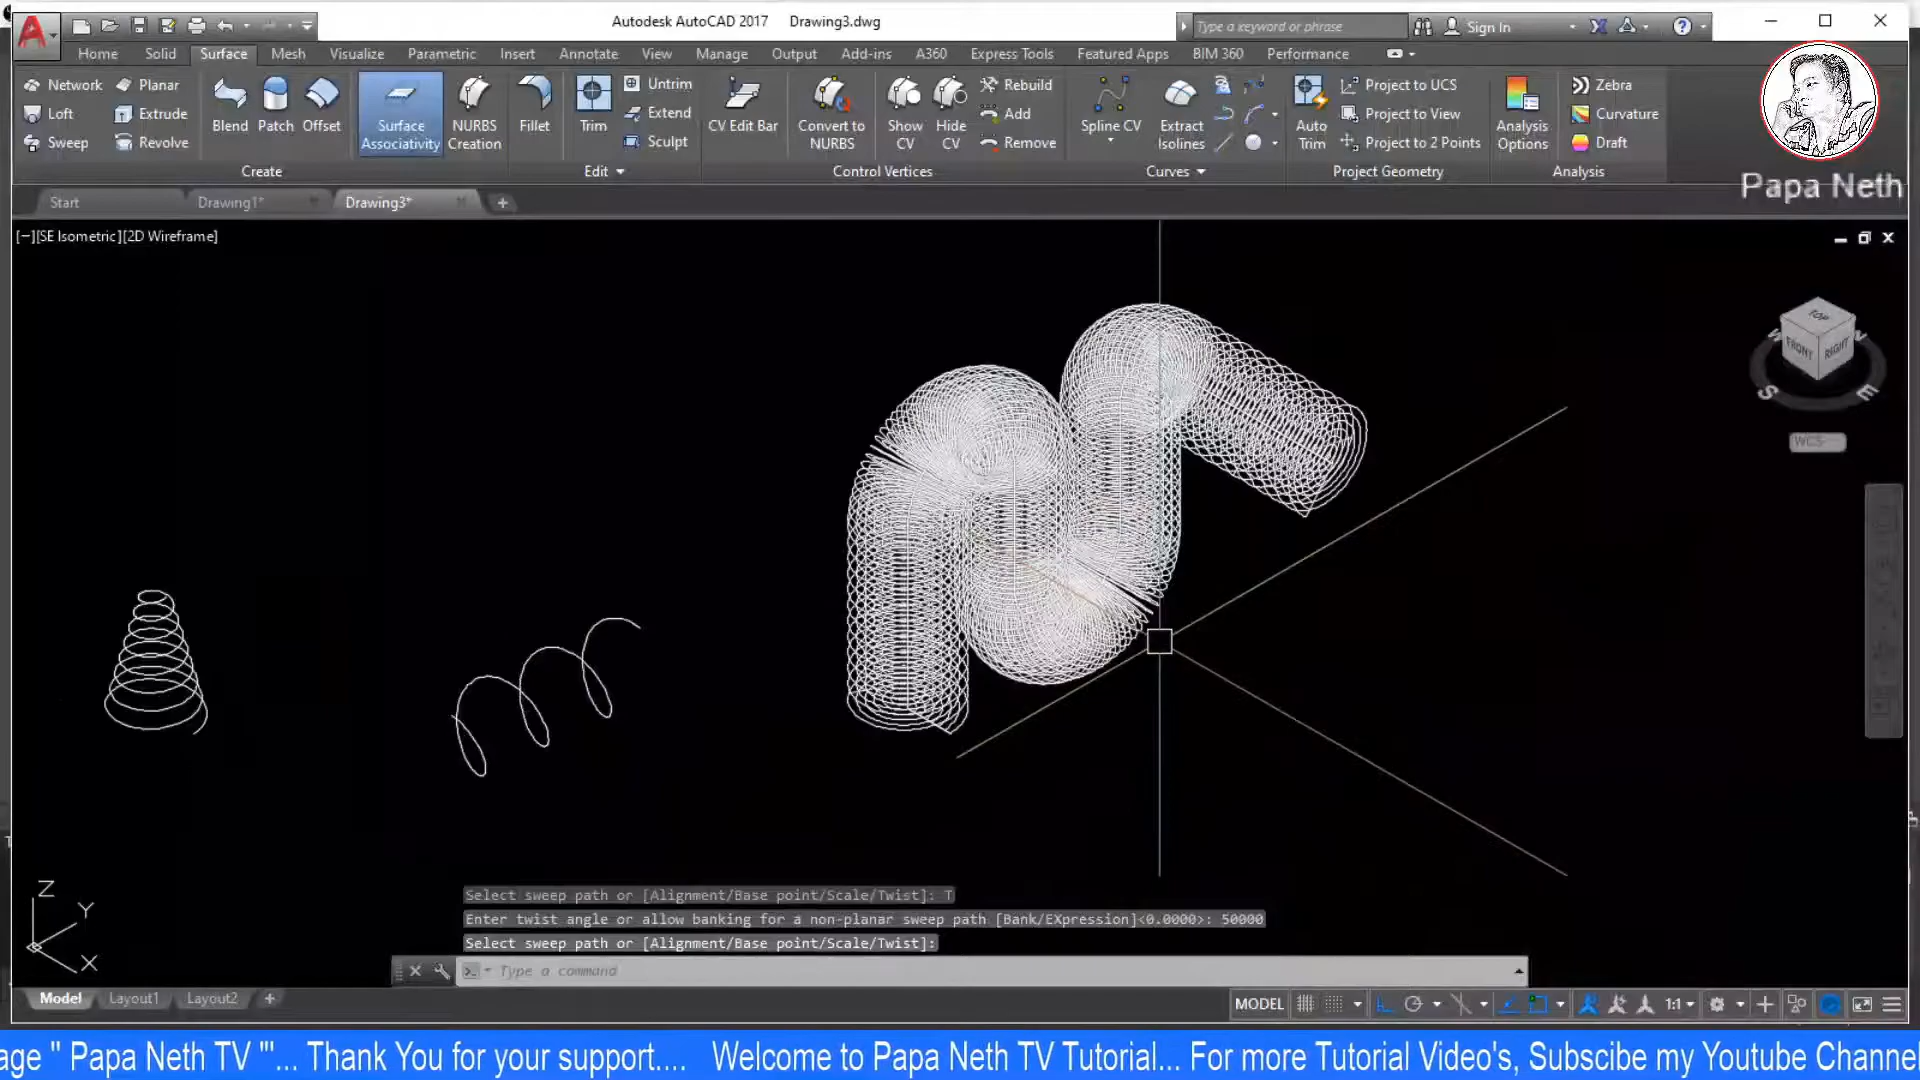 Autodesk AutoCAD 2017 Drawing3.dwg
Type a keyword or phrase
Sign In
Home Solid Surface Mesh Visualize Parametric Insert Annotate View Manage Output Add-ins A360 Express Tools Featured Apps BIM 360 Performance
Network Planar
Loft Extrude
Sweep Revolve
Blend Patch Offset
Surface Associativity
NURBS Creation
Fillet
Trim
Untrim
Extend
Sculpt
CV Edit Bar
Convert to NURBS
Show CV
Hide CV
Rebuild
Add
Remove
Spline CV
Extract Isolines
Auto Trim
Project to UCS
Project to View
Project to 2 Points
Analysis Options
Zebra
Curvature
Draft
Create
Edit
Control Vertices
Curves
Project Geometry
Analysis
Papa Neth
Start Drawing1* Drawing3*
[−][SE Isometric][2D Wireframe]
TOP
FRONT RIGHT
W N
S E
WCS
Z
Y
X
Select sweep path or [Alignment/Base point/Scale/Twist]: T
Enter twist angle or allow banking for a non-planar sweep path [Bank/EXpression]<0.0000>: 50000
Select sweep path or [Alignment/Base point/Scale/Twist]:
Type a command
Model Layout1 Layout2
MODEL 1:1
age " Papa Neth TV "'... Thank You for your support.... Welcome to Papa Neth TV Tutorial... For more Tutorial Video's, Subscibe my Youtube Channel